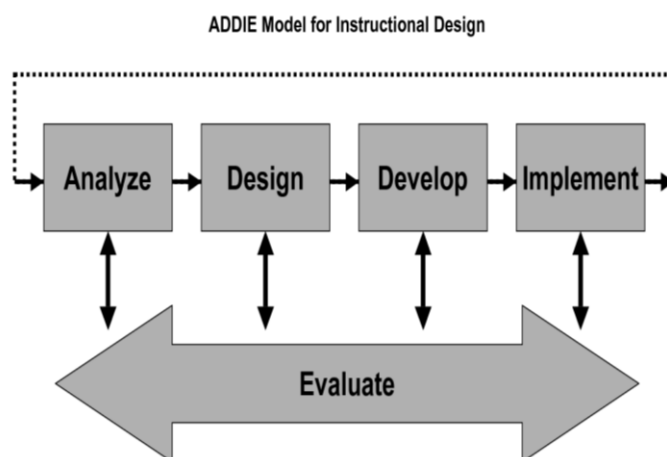 ADDIE Model for Instructional Design
Analyze
Design
Develop
Implement
Evaluate